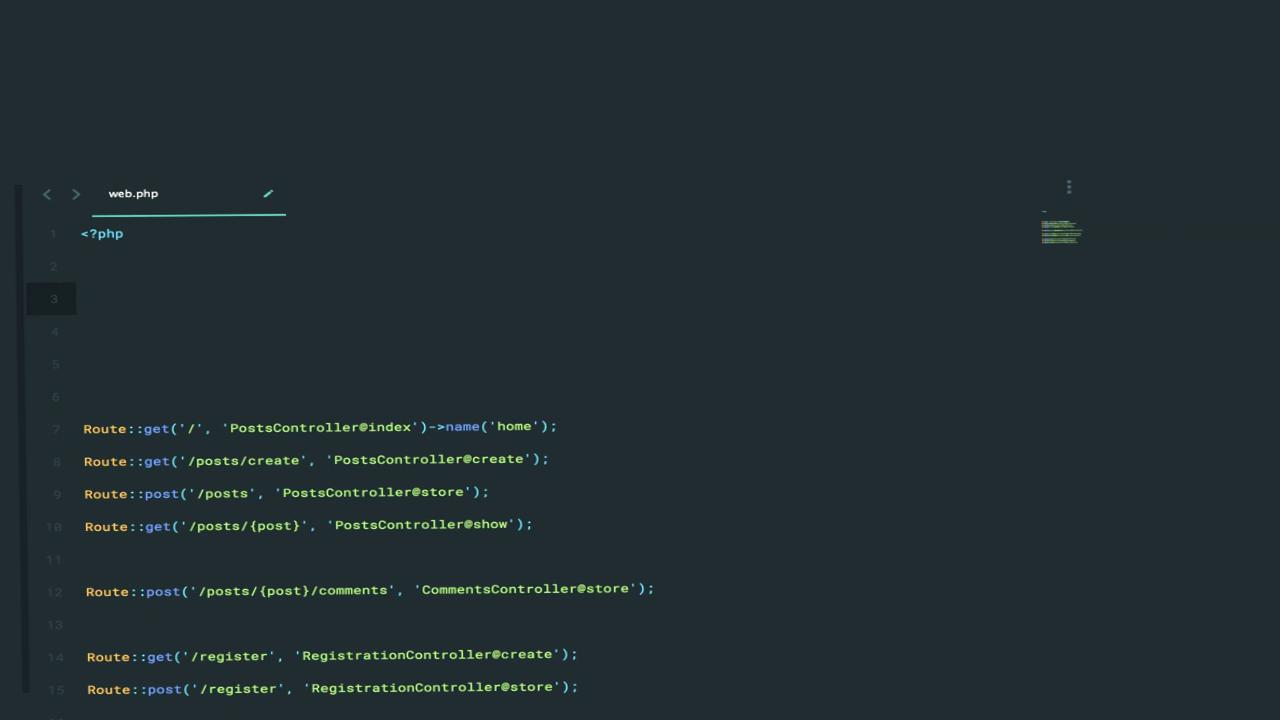 web.php
1 <?php
2
3
4
5
6
7 Route::get('/', 'PostsController@index')->name('home');
8 Route::get('/posts/create', 'PostsController@create');
9 Route::post('/posts', 'PostsController@store');
10 Route::get('/posts/{post}', 'PostsController@show');
11
12 Route::post('/posts/{post}/comments', 'CommentsController@store');
13
14 Route::get('/register', 'RegistrationController@create');
15 Route::post('/register', 'RegistrationController@store');